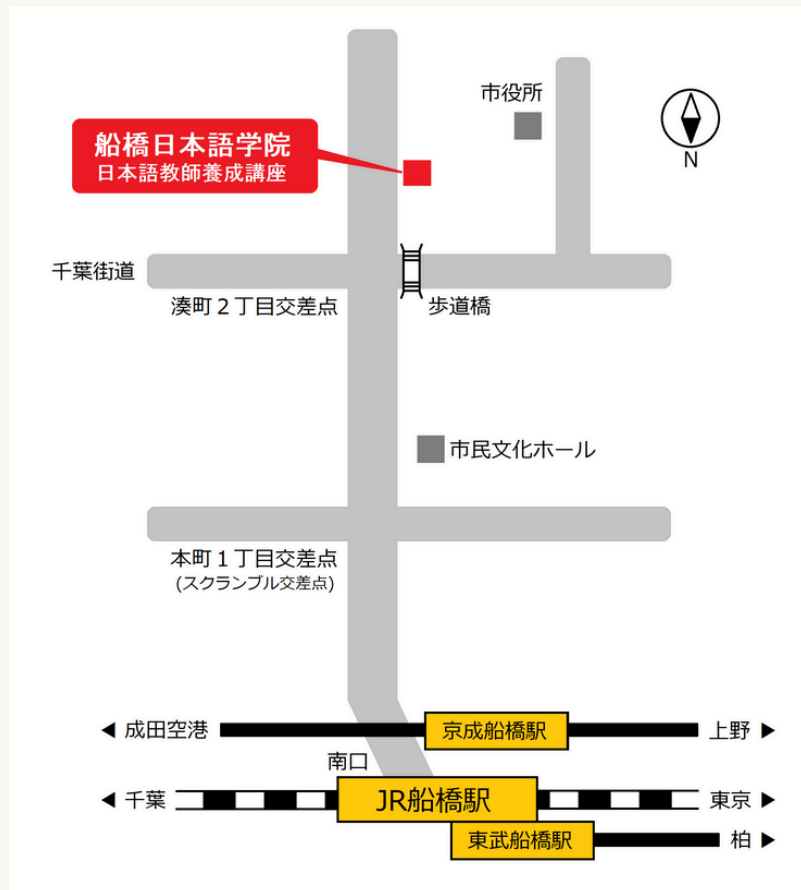 市役所
船橋日本語学院
日本語教師養成講座
N
千葉街道
湊町2丁目交差点
歩道橋
市民文化ホール
本町1丁目交差点
(スクランブル交差点)
◀ 成田空港
京成船橋駅
上野 ▶
南口
◀ 千葉
JR船橋駅
東京 ▶
東武船橋駅
柏 ▶